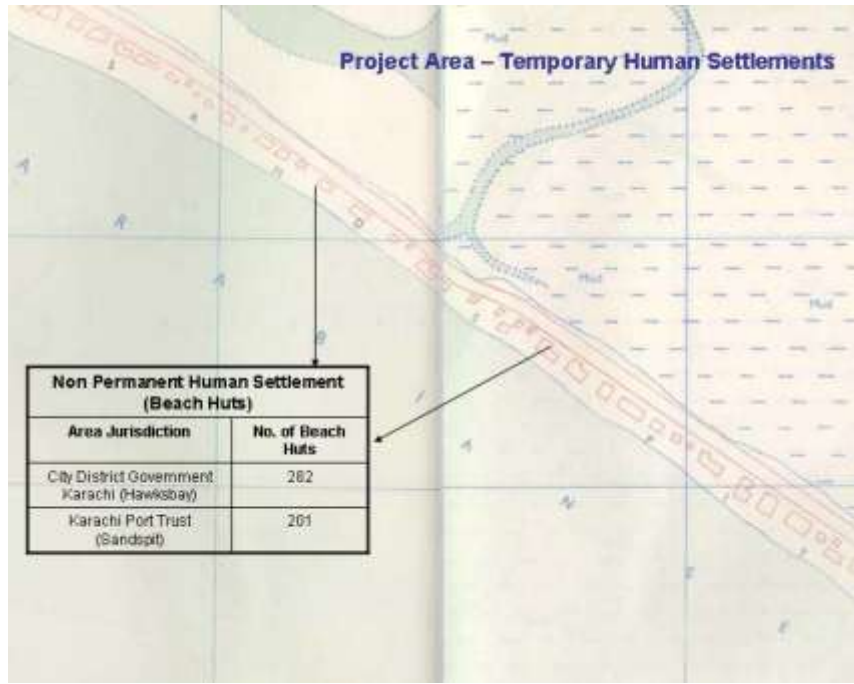 Mud
Project Area – Temporary Human Settlements
Mud
Mud
Non Permanent Human Settlement
(Beach Huts)
Area Jurisdiction
No. of Beach
Huts
City District Government
Karachi (Hawksbay)
282
Karachi Port Trust
(Sandspit)
201
A R A B I A N S E
S A N D S P I T